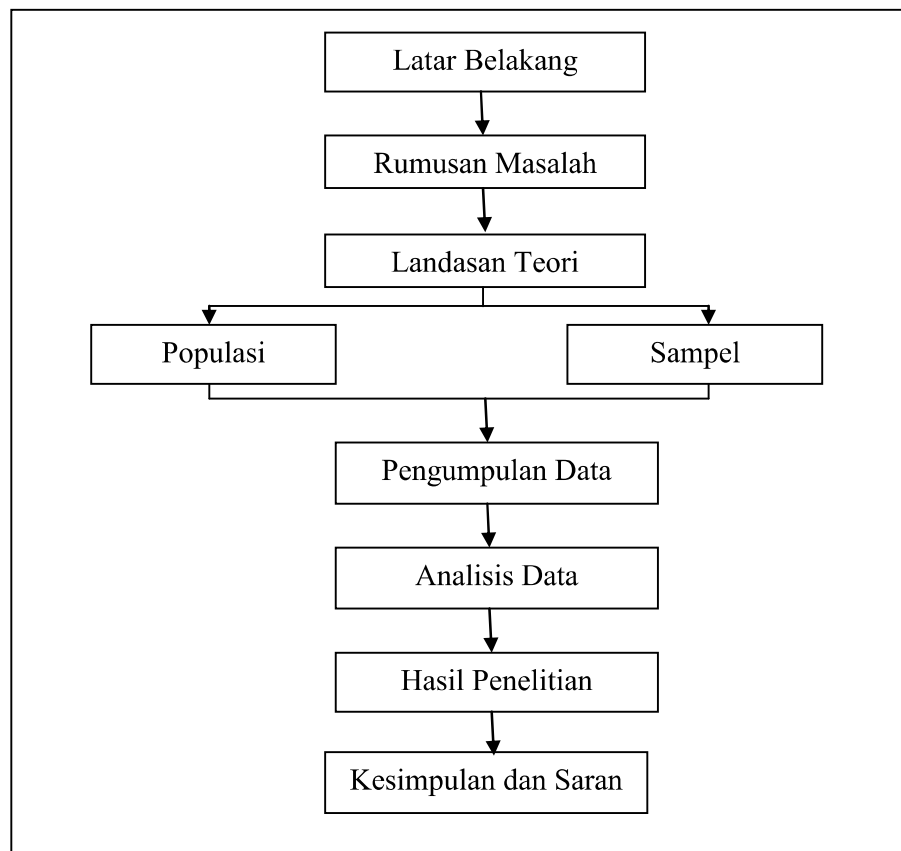 Latar Belakang
Rumusan Masalah
Landasan Teori
Populasi
Sampel
Pengumpulan Data
Analisis Data
Hasil Penelitian
Kesimpulan dan Saran